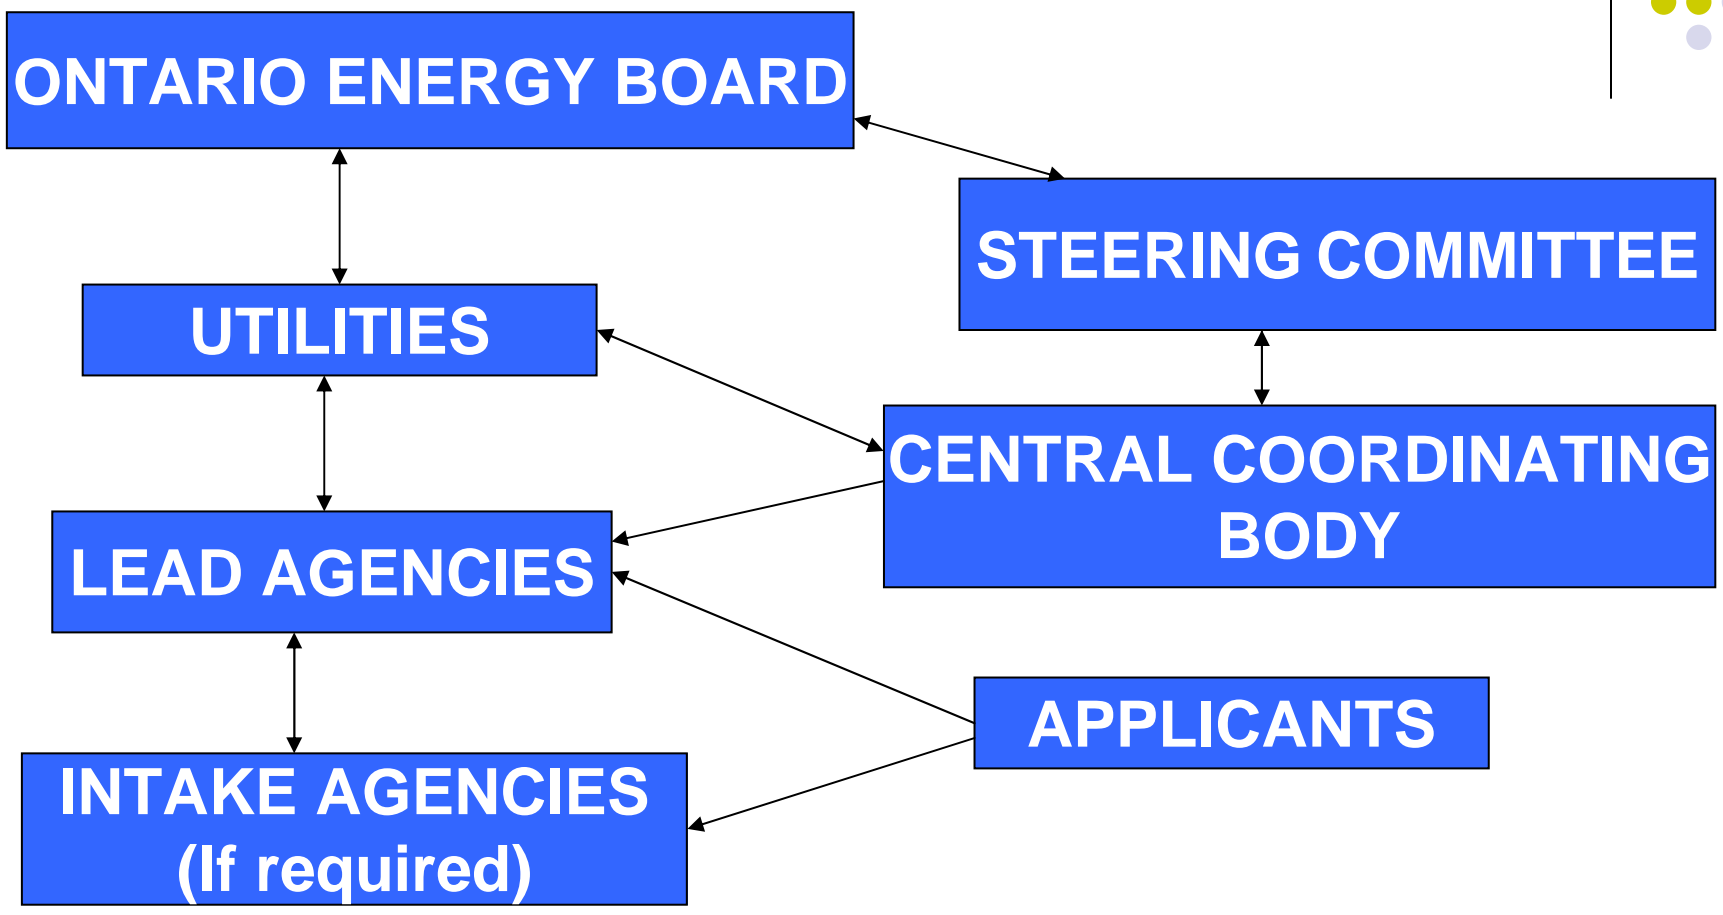 ONTARIO ENERGY BOARD
STEERING COMMITTEE
UTILITIES
CENTRAL COORDINATING
BODY
LEAD AGENCIES
APPLICANTS
INTAKE AGENCIES
(If required)